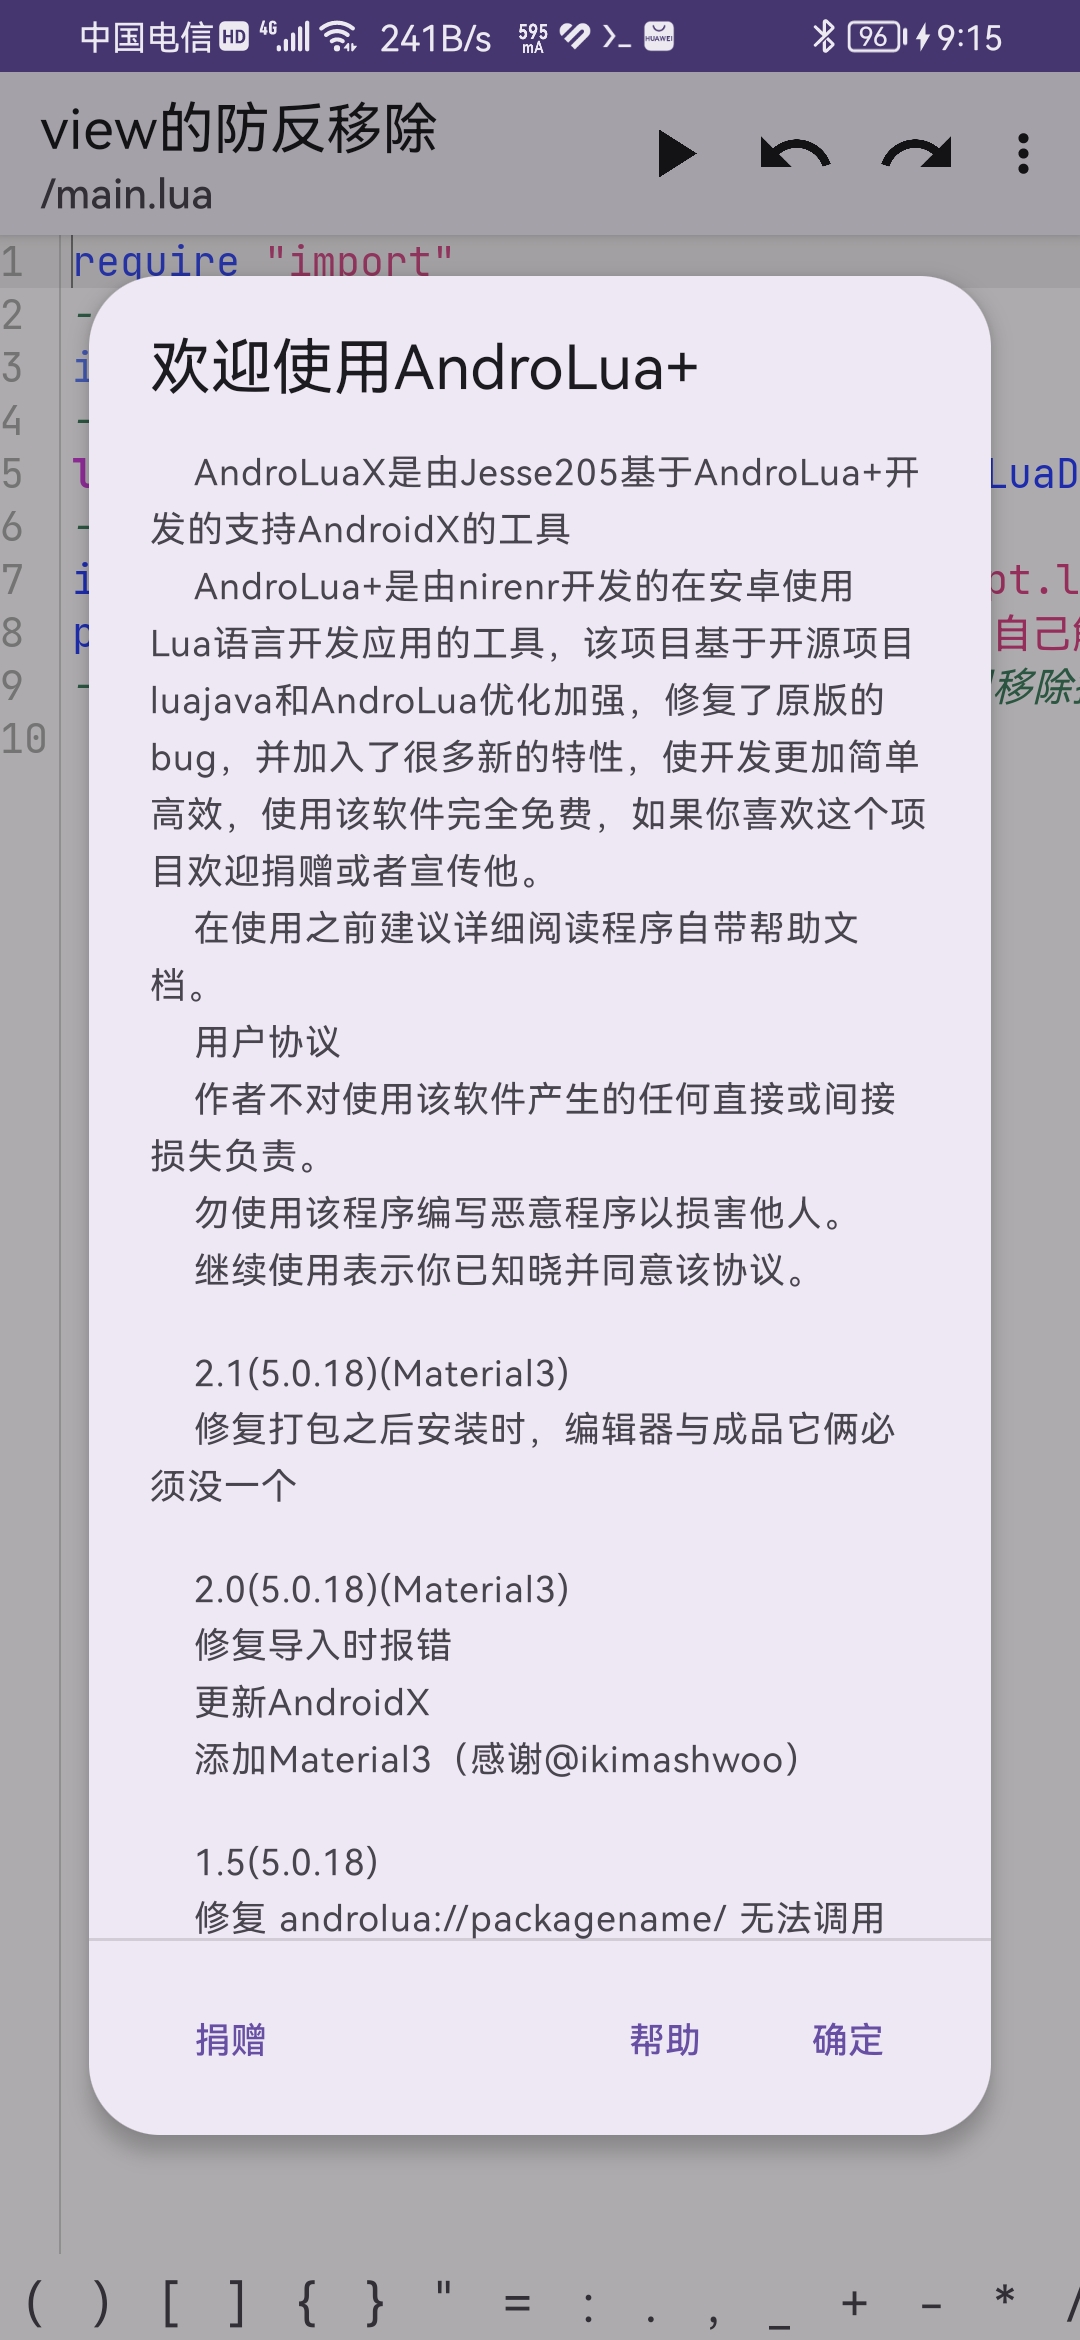 中国电信 HD 4G 241B/s 595 mA HUAWEI 96 9:15
view的防反移除
/main.lua
1 require "import"
2 -
3 i
4 -
5 l LuaD
6 -
7 i pt.l
8 p 自己
9 - 移除
10
欢迎使用AndroLua+
AndroLuaX是由Jesse205基于AndroLua+开
发的支持AndroidX的工具
AndroLua+是由nirenr开发的在安卓使用
Lua语言开发应用的工具，该项目基于开源项目
luajava和AndroLua优化加强，修复了原版的
bug，并加入了很多新的特性，使开发更加简单
高效，使用该软件完全免费，如果你喜欢这个项
目欢迎捐赠或者宣传他。
在使用之前建议详细阅读程序自带帮助文
档。
用户协议
作者不对使用该软件产生的任何直接或间接
损失负责。
勿使用该程序编写恶意程序以损害他人。
继续使用表示你已知晓并同意该协议。
2.1(5.0.18)(Material3)
修复打包之后安装时，编辑器与成品它俩必
须没一个
2.0(5.0.18)(Material3)
修复导入时报错
更新AndroidX
添加Material3（感谢@ikimashwoo）
1.5(5.0.18)
修复 androlua://packagename/ 无法调用
捐赠 帮助 确定
( ) [ ] { } " = : . , _ + - * /